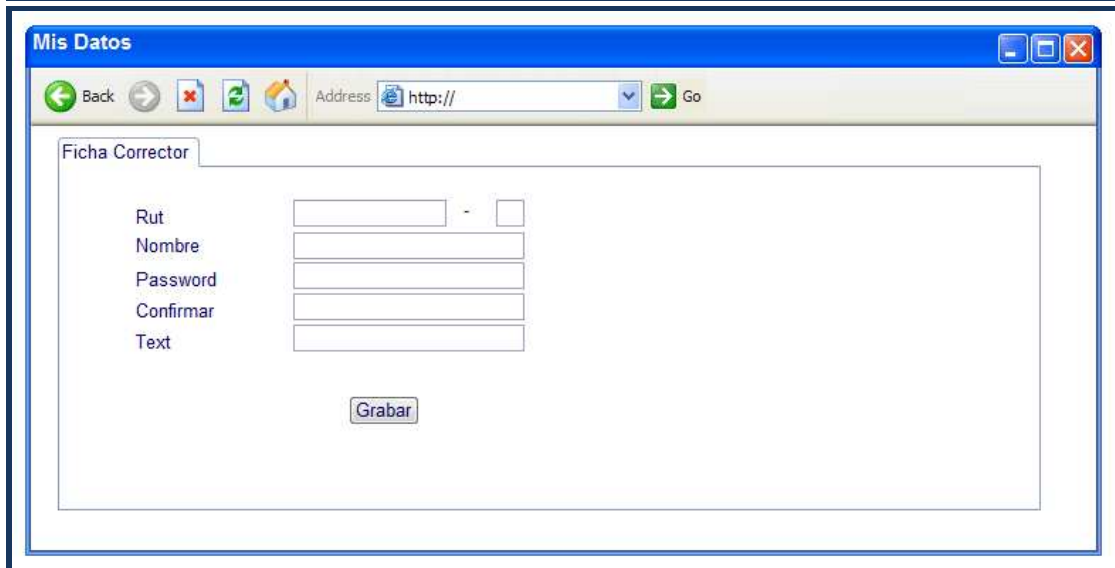 Mis Datos
Back Address http:// Go
Ficha Corrector
Rut -
Nombre
Password
Confirmar
Text
Grabar